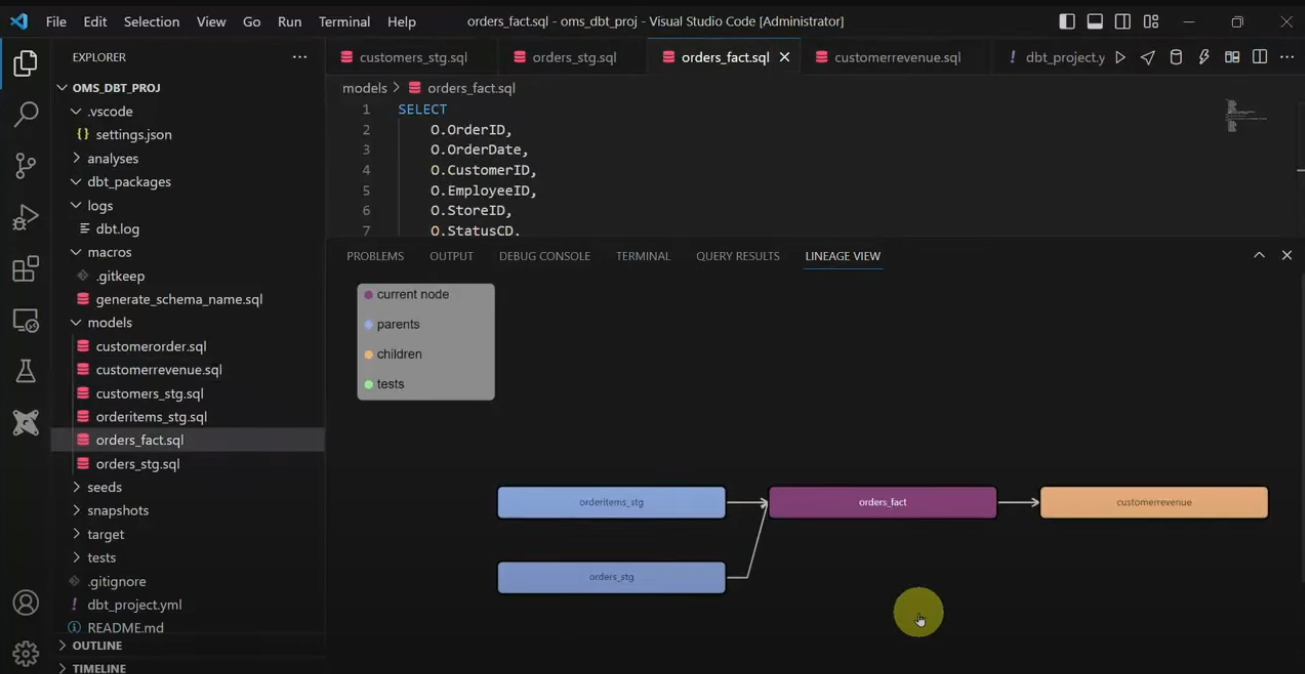 File Edit Selection View Go Run Terminal Help orders_fact.sql - oms_dbt_proj - Visual Studio Code [Administrator]
EXPLORER
customers_stg.sql orders_stg.sql orders_fact.sql customerrevenue.sql ! dbt_project.y
OMS_DBT_PROJ
.vscode
{} settings.json
analyses
dbt_packages
logs
dbt.log
macros
.gitkeep
generate_schema_name.sql
models
customerorder.sql
customerrevenue.sql
customers_stg.sql
orderitems_stg.sql
orders_fact.sql
orders_stg.sql
seeds
snapshots
target
tests
.gitignore
! dbt_project.yml
README.md
OUTLINE
TIMELINE
models > orders_fact.sql
1 SELECT
2 O.OrderID,
3 O.OrderDate,
4 O.CustomerID,
5 O.EmployeeID,
6 O.StoreID,
7 O.StatusCD,
PROBLEMS OUTPUT DEBUG CONSOLE TERMINAL QUERY RESULTS LINEAGE VIEW
current node
parents
children
tests
orderitems_stg orders_fact customerrevenue
orders_stg